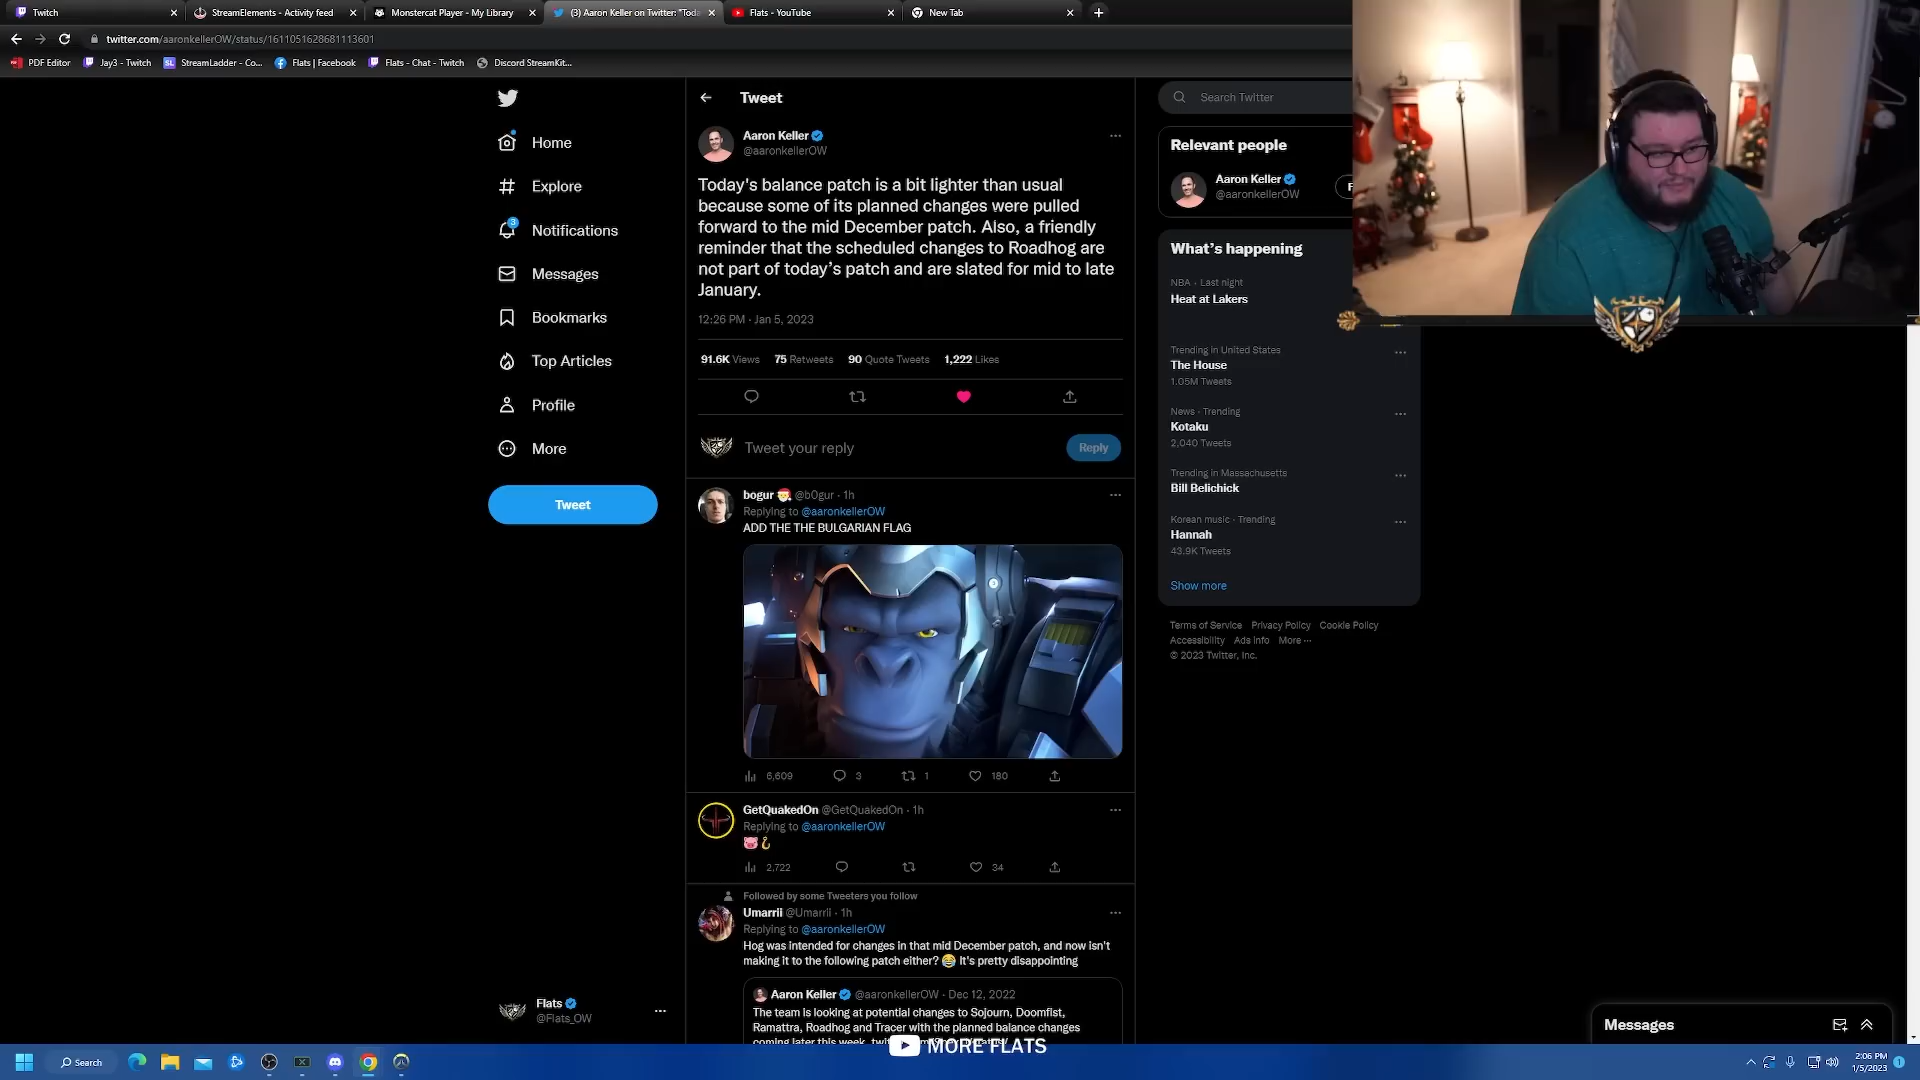 Twitch
StreamElements - Activity feed
Monstercat Player - My Library
(3) Aaron Keller on Twitter: "Toda
Flats - YouTube
New Tab
twitter.com/aaronkellerOW/status/1611051628681113601
PDF Editor
Jay3 - Twitch
StreamLadder - Co...
Flats | Facebook
Flats - Chat - Twitch
Discord StreamKit...
Home
Explore
3
Notifications
Messages
Bookmarks
Top Articles
Profile
More
Tweet
Flats
@Flats_OW
Tweet
Aaron Keller
@aaronkellerOW
Today's balance patch is a bit lighter than usual
because some of its planned changes were pulled
forward to the mid December patch. Also, a friendly
reminder that the scheduled changes to Roadhog are
not part of today's patch and are slated for mid to late
January.
12:26 PM · Jan 5, 2023
91.6K Views 75 Retweets 90 Quote Tweets 1,222 Likes
Tweet your reply
Reply
bogur 🎅 @b0gur · 1h
Replying to @aaronkellerOW
ADD THE THE BULGARIAN FLAG
6,609 3 1 180
GetQuakedOn @GetQuakedOn · 1h
Replying to @aaronkellerOW
🐷🪝
2,722 34
Followed by some Tweeters you follow
Umarrii @Umarrii · 1h
Replying to @aaronkellerOW
Hog was intended for changes in that mid December patch, and now isn't
making it to the following patch either? 😂 It's pretty disappointing
Aaron Keller @aaronkellerOW · Dec 12, 2022
The team is looking at potential changes to Sojourn, Doomfist,
Ramattra, Roadhog and Tracer with the planned balance changes
coming later this week.
MORE FLATS
Search Twitter
Relevant people
Aaron Keller
@aaronkellerOW
F
What's happening
NBA · Last night
Heat at Lakers
Trending in United States
The House
1.05M Tweets
News · Trending
Kotaku
2,040 Tweets
Trending in Massachusetts
Bill Belichick
Korean music · Trending
Hannah
43.9K Tweets
Show more
Terms of Service Privacy Policy Cookie Policy
Accessibility Ads info More ···
© 2023 Twitter, Inc.
Messages
Search
2:06 PM
1/5/2023
1